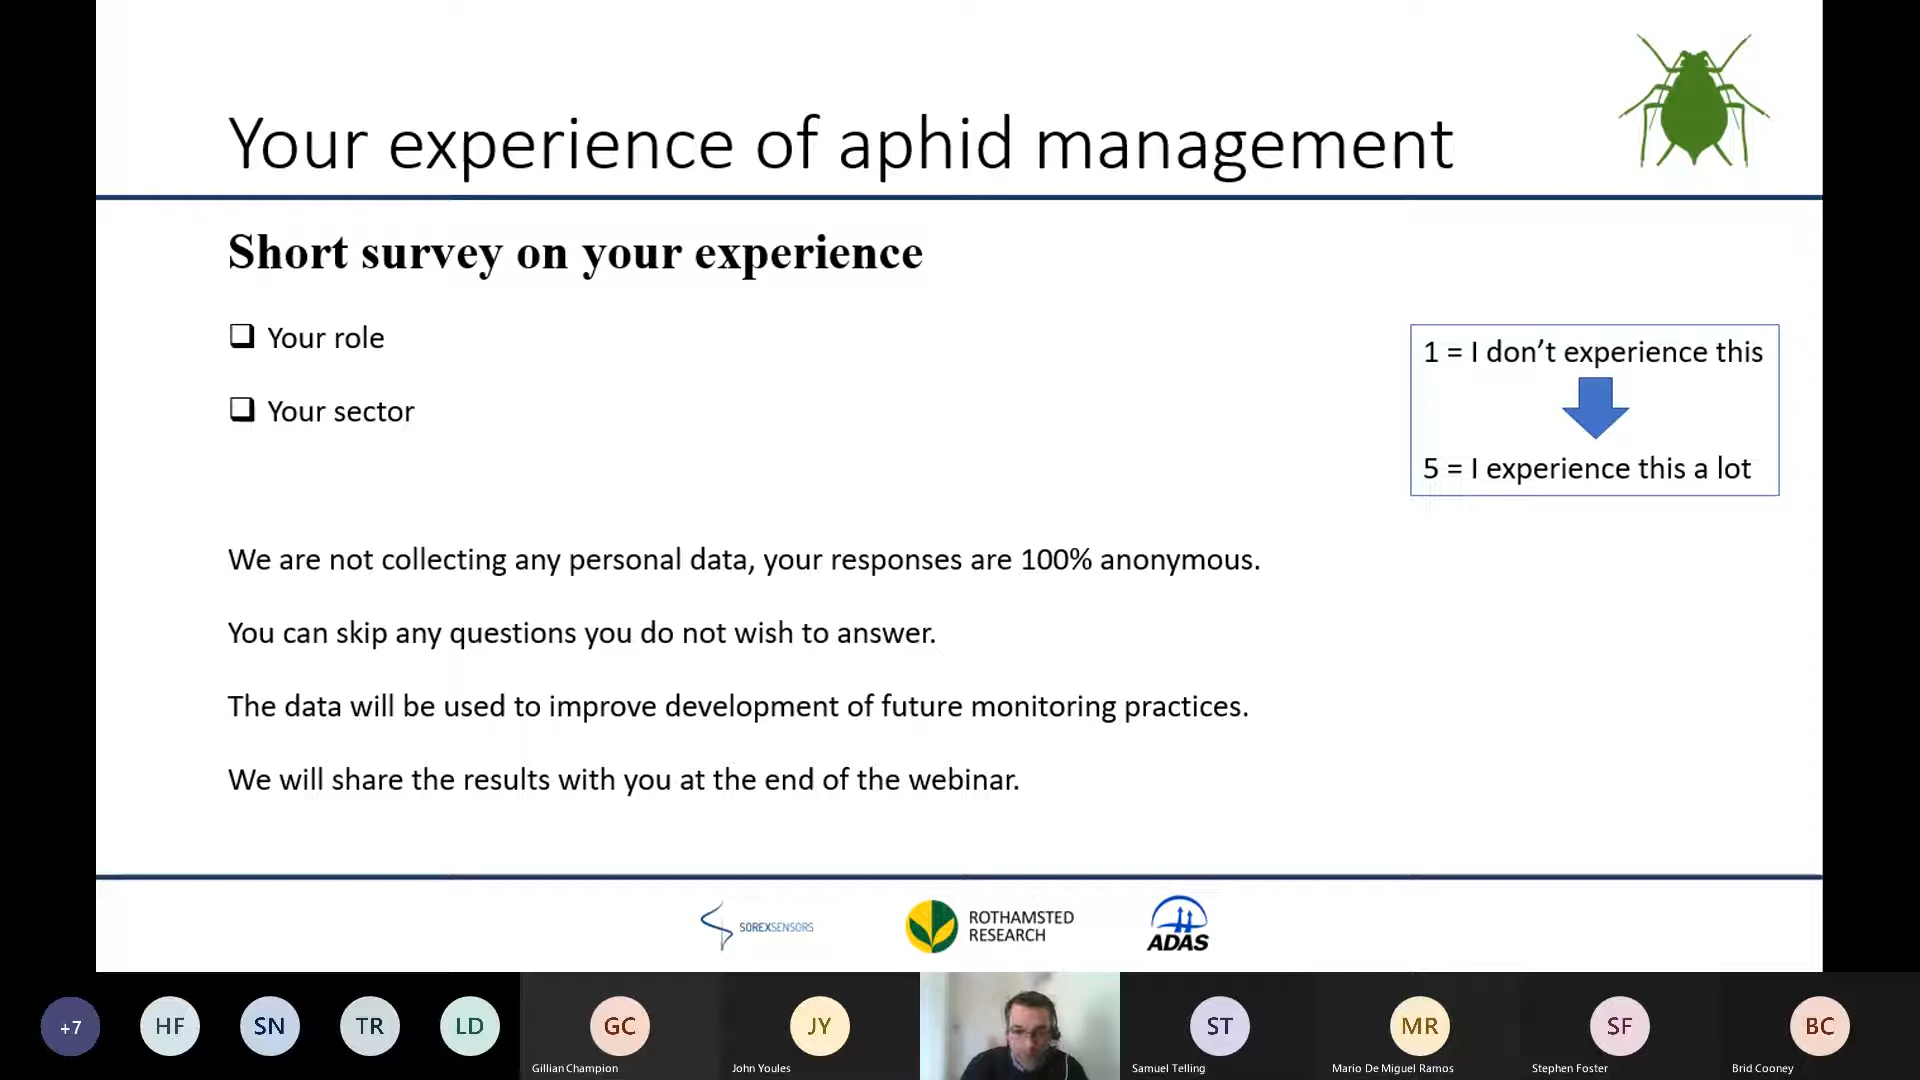 Your experience of aphid management
Short survey on your experience
Your role
Your sector
1 = I don’t experience this
5 = I experience this a lot
We are not collecting any personal data, your responses are 100% anonymous.
You can skip any questions you do not wish to answer.
The data will be used to improve development of future monitoring practices.
We will share the results with you at the end of the webinar.
SOREXSENSORS
ROTHAMSTED
RESEARCH
ADAS
+7
HF
SN
TR
LD
GC
JY
ST
MR
SF
BC
Gillian Champion
John Youles
Samuel Telling
Mario De Miguel Ramos
Stephen Foster
Brid Cooney